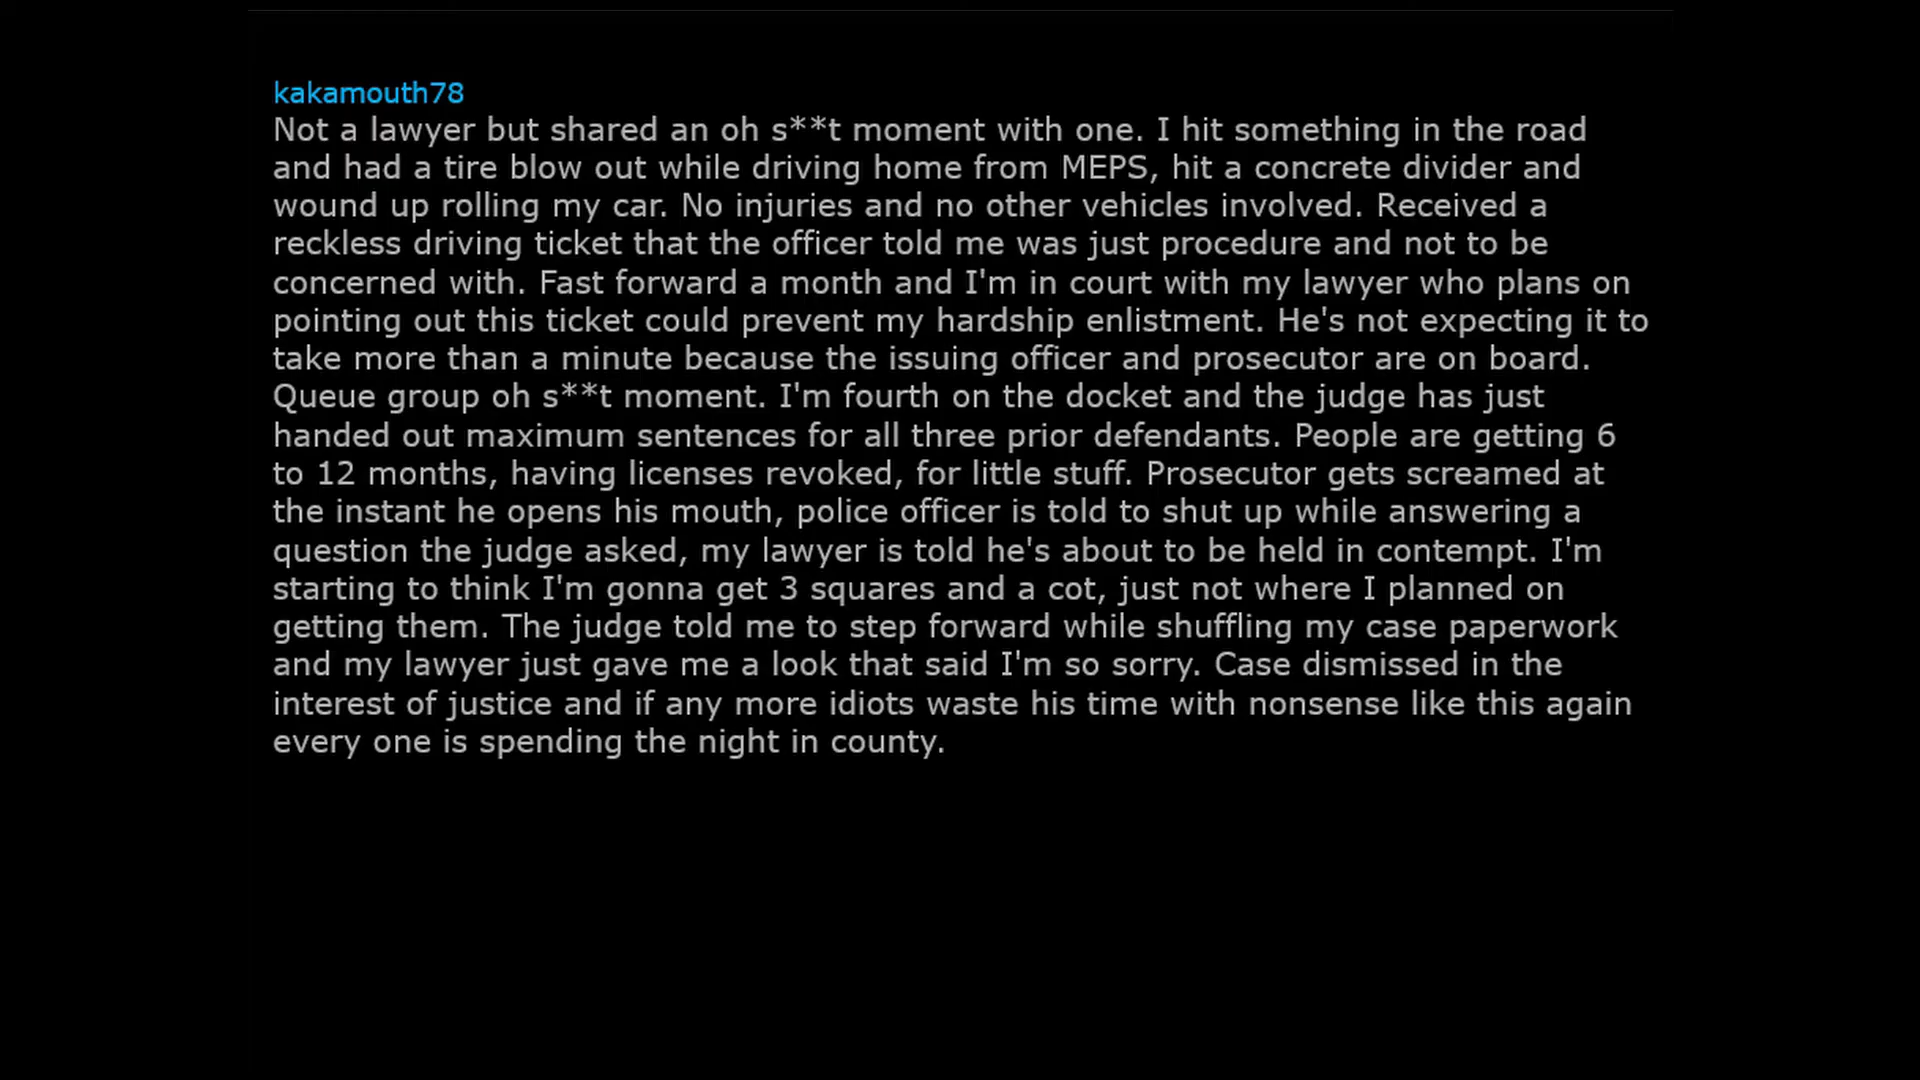 kakamouth78
Not a lawyer but shared an oh s**t moment with one. I hit something in the road
and had a tire blow out while driving home from MEPS, hit a concrete divider and
wound up rolling my car. No injuries and no other vehicles involved. Received a
reckless driving ticket that the officer told me was just procedure and not to be
concerned with. Fast forward a month and I'm in court with my lawyer who plans on
pointing out this ticket could prevent my hardship enlistment. He's not expecting it to
take more than a minute because the issuing officer and prosecutor are on board.
Queue group oh s**t moment. I'm fourth on the docket and the judge has just
handed out maximum sentences for all three prior defendants. People are getting 6
to 12 months, having licenses revoked, for little stuff. Prosecutor gets screamed at
the instant he opens his mouth, police officer is told to shut up while answering a
question the judge asked, my lawyer is told he's about to be held in contempt. I'm
starting to think I'm gonna get 3 squares and a cot, just not where I planned on
getting them. The judge told me to step forward while shuffling my case paperwork
and my lawyer just gave me a look that said I'm so sorry. Case dismissed in the
interest of justice and if any more idiots waste his time with nonsense like this again
every one is spending the night in county.